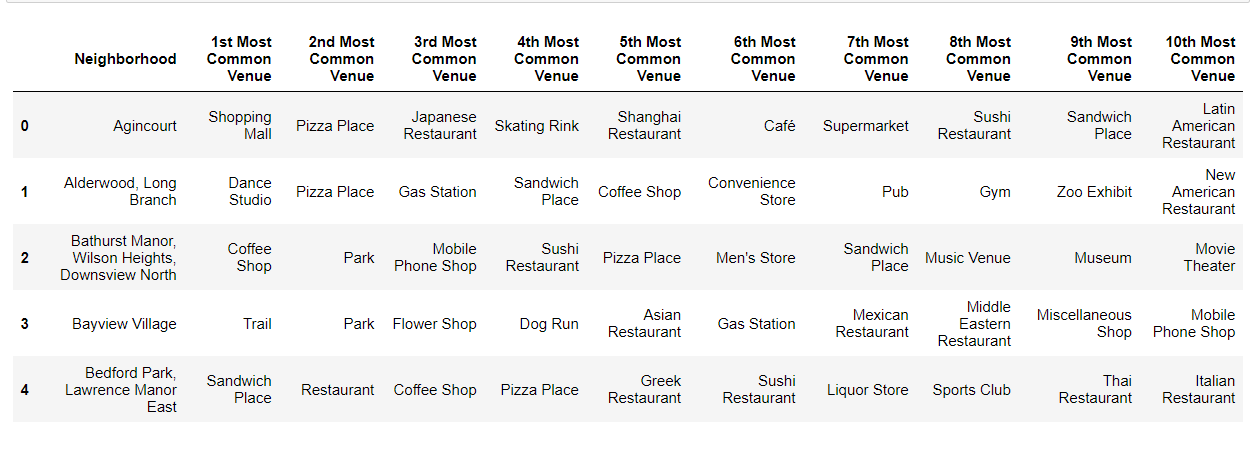 Neighborhood 1st Most Common Venue 2nd Most Common Venue 3rd Most Common Venue 4th Most Common Venue 5th Most Common Venue 6th Most Common Venue 7th Most Common Venue 8th Most Common Venue 9th Most Common Venue 10th Most Common Venue
0 Agincourt Shopping Mall Pizza Place Japanese Restaurant Skating Rink Shanghai Restaurant Café Supermarket Sushi Restaurant Sandwich Place Latin American Restaurant
1 Alderwood, Long Branch Dance Studio Pizza Place Gas Station Sandwich Place Coffee Shop Convenience Store Pub Gym Zoo Exhibit New American Restaurant
2 Bathurst Manor, Wilson Heights, Downsview North Coffee Shop Park Mobile Phone Shop Sushi Restaurant Pizza Place Men's Store Sandwich Place Music Venue Museum Movie Theater
3 Bayview Village Trail Park Flower Shop Dog Run Asian Restaurant Gas Station Mexican Restaurant Middle Eastern Restaurant Miscellaneous Shop Mobile Phone Shop
4 Bedford Park, Lawrence Manor East Sandwich Place Restaurant Coffee Shop Pizza Place Greek Restaurant Sushi Restaurant Liquor Store Sports Club Thai Restaurant Italian Restaurant